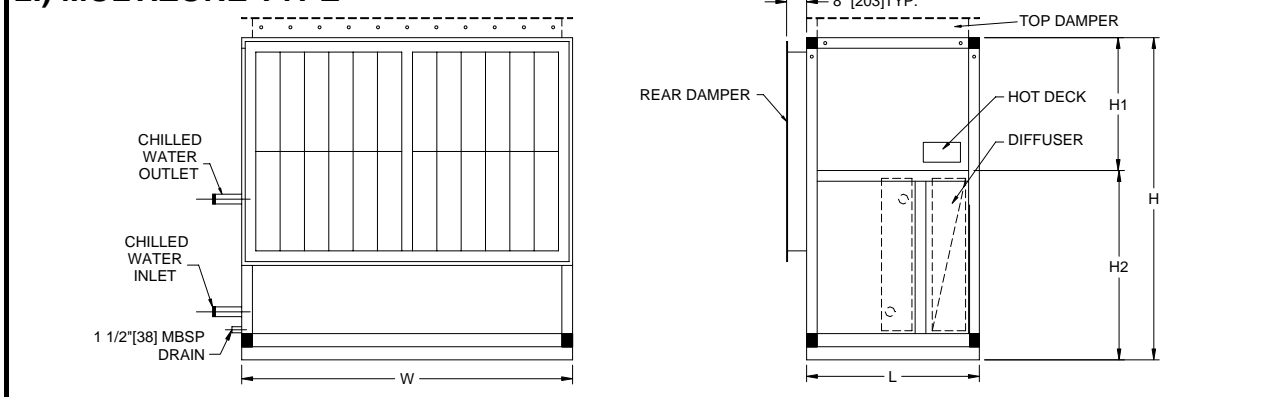 8" [203]TYP.
TOP DAMPER
REAR DAMPER
HOT DECK
H1
DIFFUSER
CHILLED
WATER
OUTLET
H
CHILLED
WATER
INLET
H2
1 1/2"[38] MBSP
DRAIN
W
L